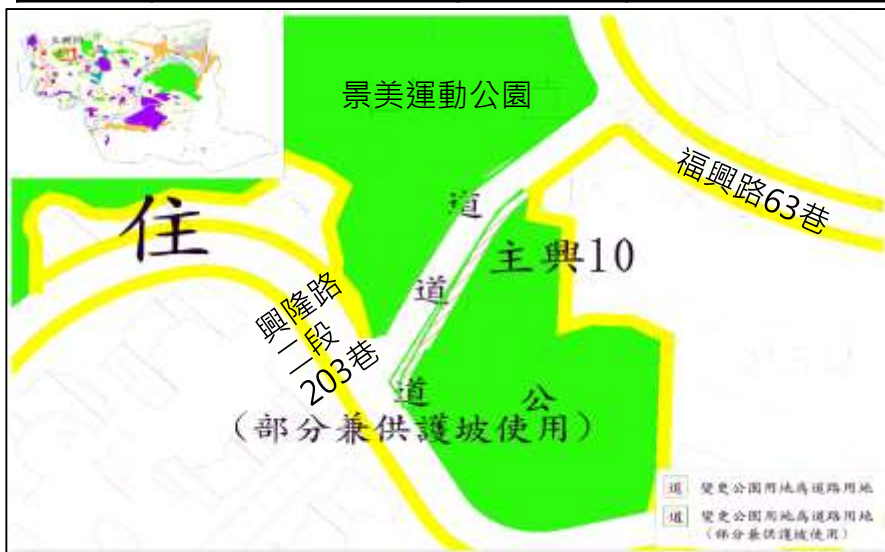 景美運動公園
福興路63巷
住
道
主興10
道
興隆路
二段
203巷
道 公
(部分兼供護坡使用)
道 變更公園用地為道路用地
道 變更公園用地為道路用地
(部分兼供護坡使用)